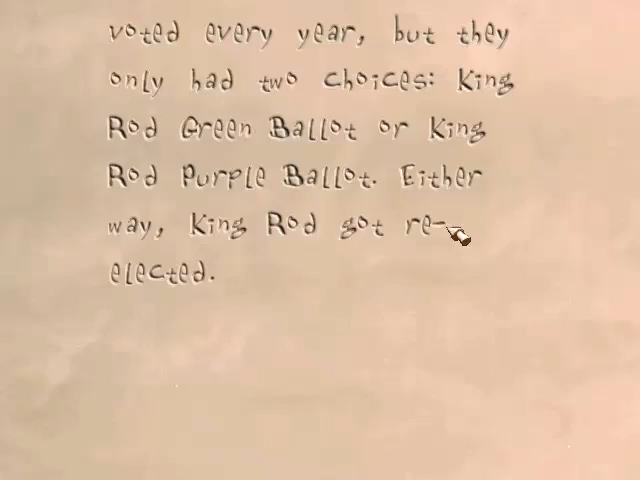 voted every year, but they
only had two choices: King
Rod Green Ballot or King
Rod Purple Ballot. Either
way, King Rod got re-
elected.